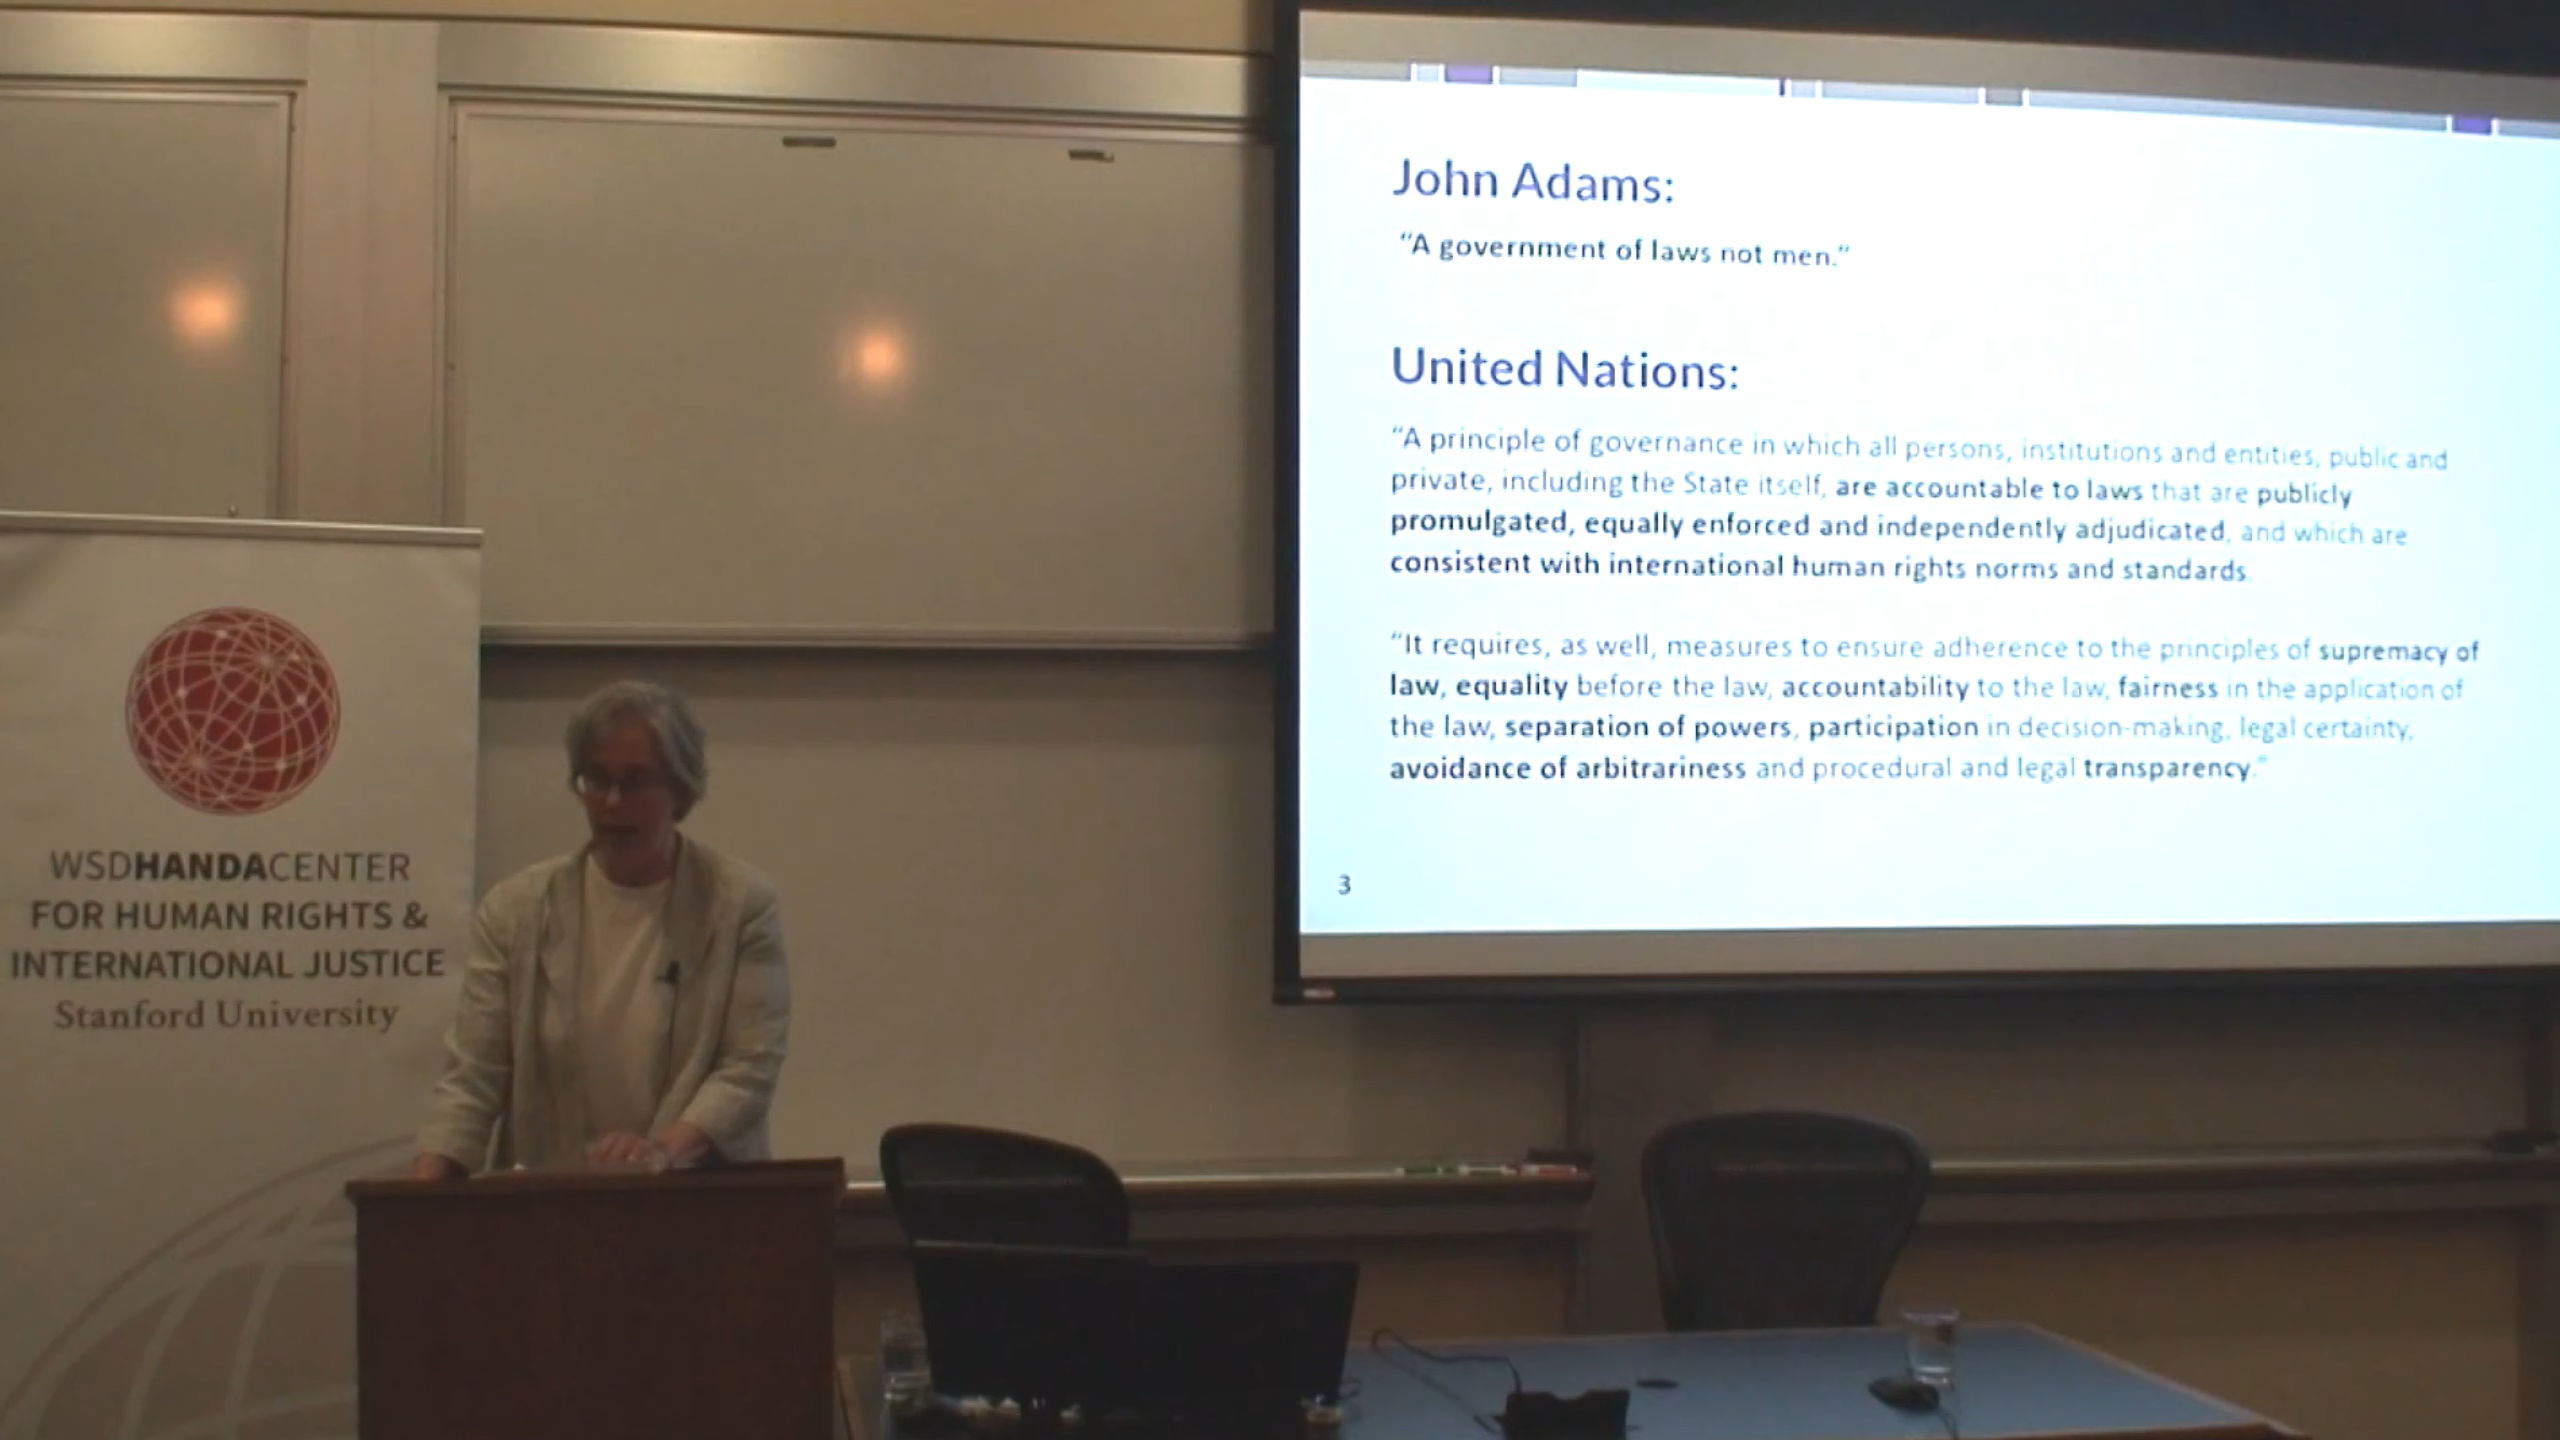 John Adams:
“A government of laws not men.”
United Nations:
“A principle of governance in which all persons, institutions and entities, public and
private, including the State itself, are accountable to laws that are publicly
promulgated, equally enforced and independently adjudicated, and which are
consistent with international human rights norms and standards.
“It requires, as well, measures to ensure adherence to the principles of supremacy of
law, equality before the law, accountability to the law, fairness in the application of
the law, separation of powers, participation in decision-making, legal certainty,
avoidance of arbitrariness and procedural and legal transparency.”
3
WSDHANDACENTER
FOR HUMAN RIGHTS &
INTERNATIONAL JUSTICE
Stanford University